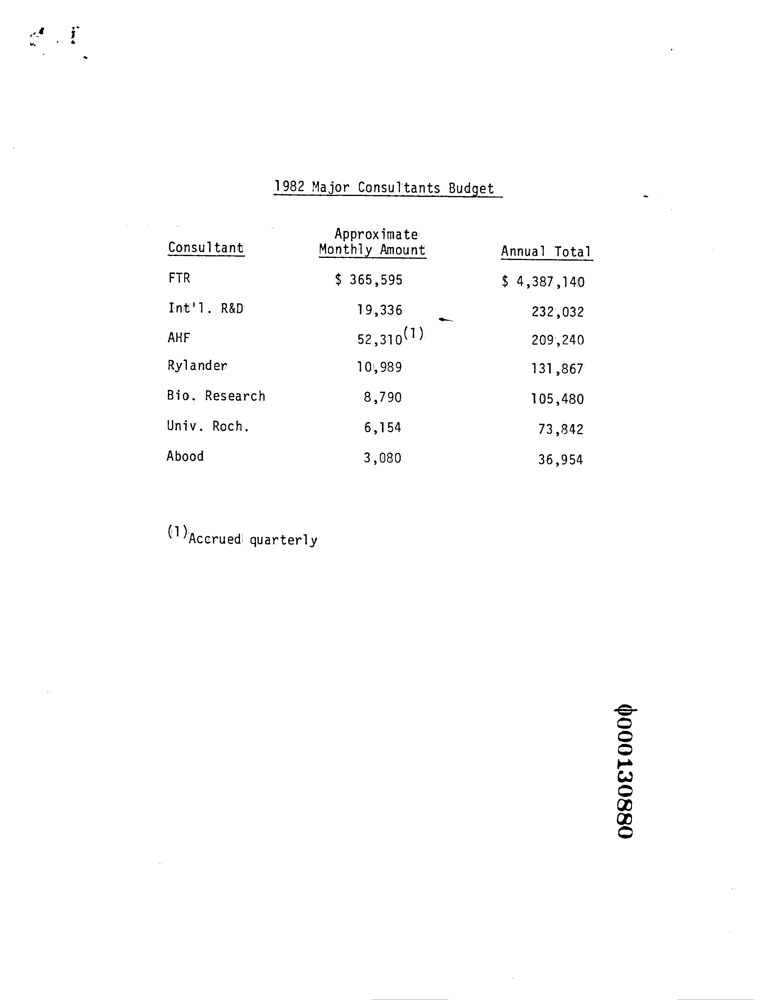 1982 Major Consultants Budget
Approximate
Consultant Monthly Amount Annual Total
FTR $ 365,595 $ 4,387,140
Int'l. R&D 19,336 232,032
AHF 52,310(1) 209,240
Rylander 10,989 131,867
Bio. Research 8,790 105,480
Univ. Roch. 6,154 73,842
Abood 3,080 36,954
(1)Accrued quarterly
ф000130880